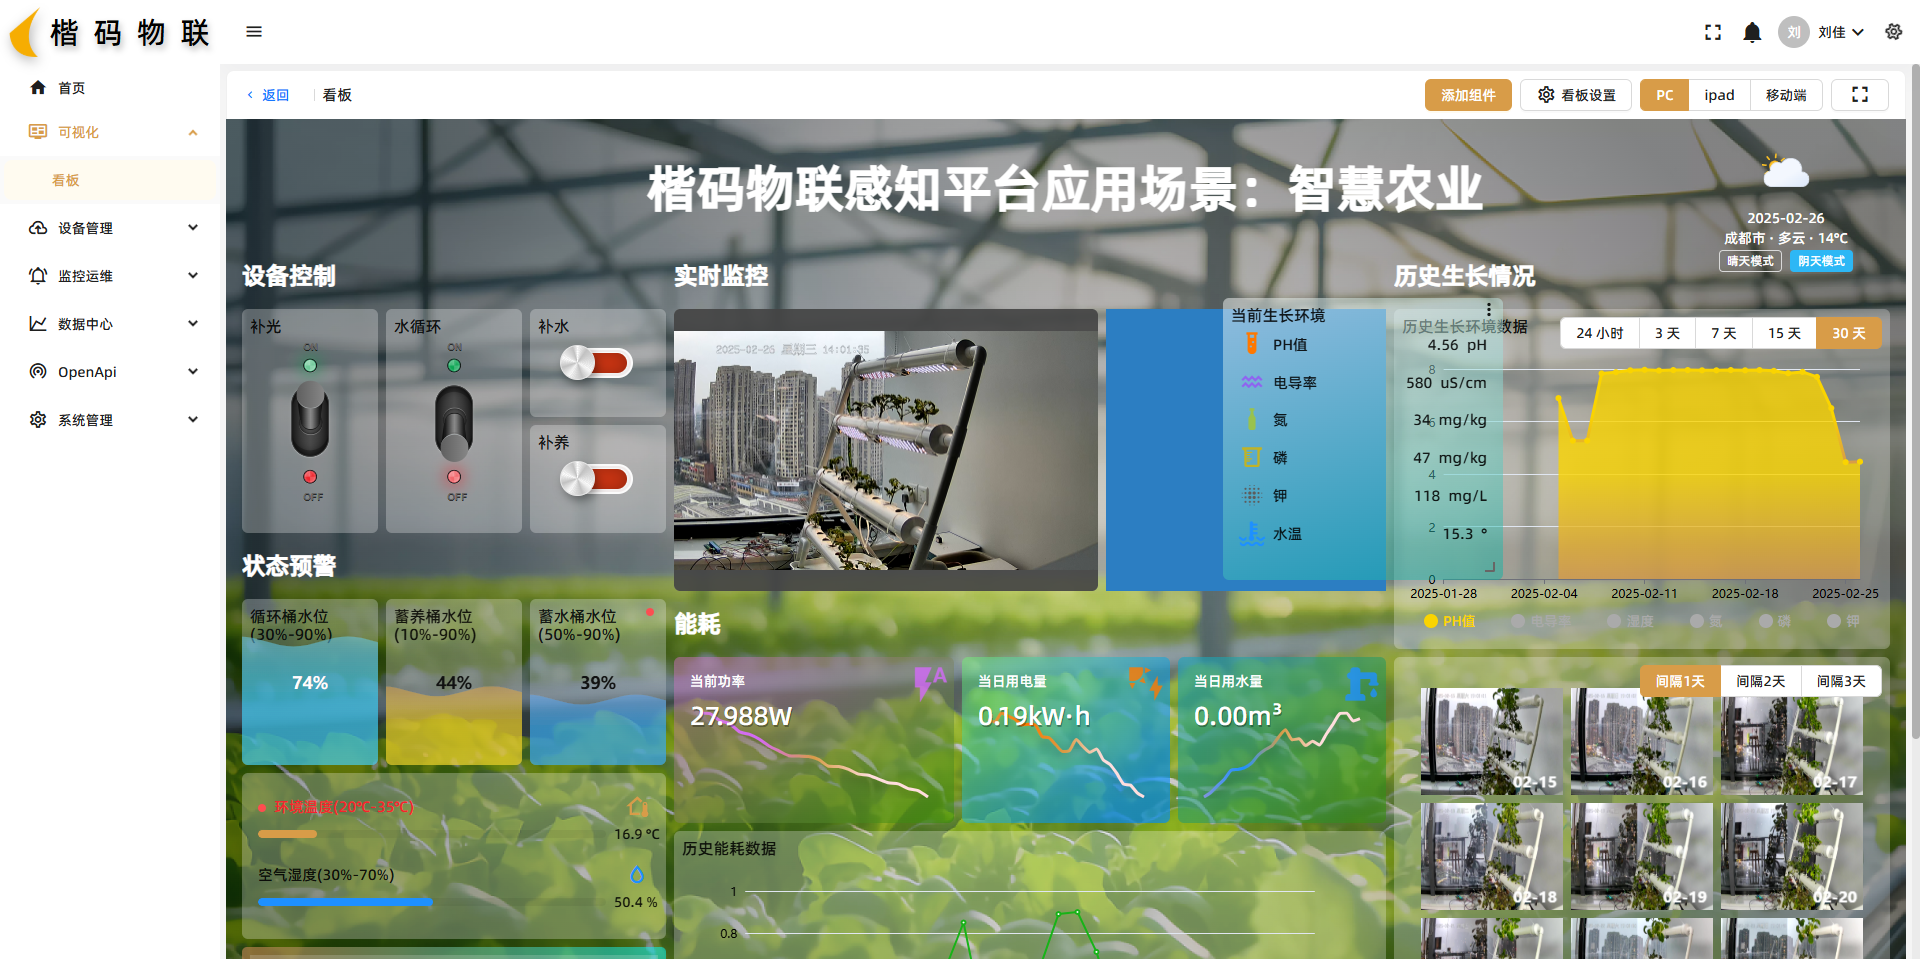 楷码物联
刘
刘佳
首页
可视化
看板
设备管理
监控运维
数据中心
OpenApi
系统管理
返回
看板
添加组件
看板设置
PC
ipad
移动端
楷码物联感知平台应用场景：智慧农业
2025-02-26
成都市·多云·14℃
晴天模式
阴天模式
设备控制
补光
ON
OFF
水循环
ON
OFF
补水
补养
实时监控
2025-02-25 星期三 14:01:35
当前生长环境
PH值
4.56 pH
电导率
580 uS/cm
氮
34 mg/kg
磷
47 mg/kg
钾
118 mg/L
水温
15.3 °
历史生长情况
历史生长环境数据
24 小时
3 天
7 天
15 天
30 天
8
6
4
2
0
2025-01-28
2025-02-04
2025-02-11
2025-02-18
2025-02-25
PH值
电导率
湿度
氮
磷
钾
状态预警
循环桶水位
(30%-90%)
74%
蓄养桶水位
(10%-90%)
44%
蓄水桶水位
(50%-90%)
39%
环境温度(20℃-35℃)
16.9 ℃
空气湿度(30%-70%)
50.4 %
能耗
当前功率
27.988W
A
当日用电量
0.19kW·h
当日用水量
0.00m³
历史能耗数据
1
0.8
间隔1天
间隔2天
间隔3天
02-15
02-16
02-17
02-18
02-19
02-20